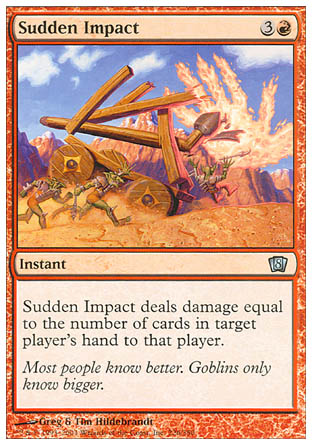 Sudden Impact 3
Instant 8
Sudden Impact deals damage equal
to the number of cards in target
player's hand to that player.
Most people know better. Goblins only
know bigger.
Greg & Tim Hildebrandt